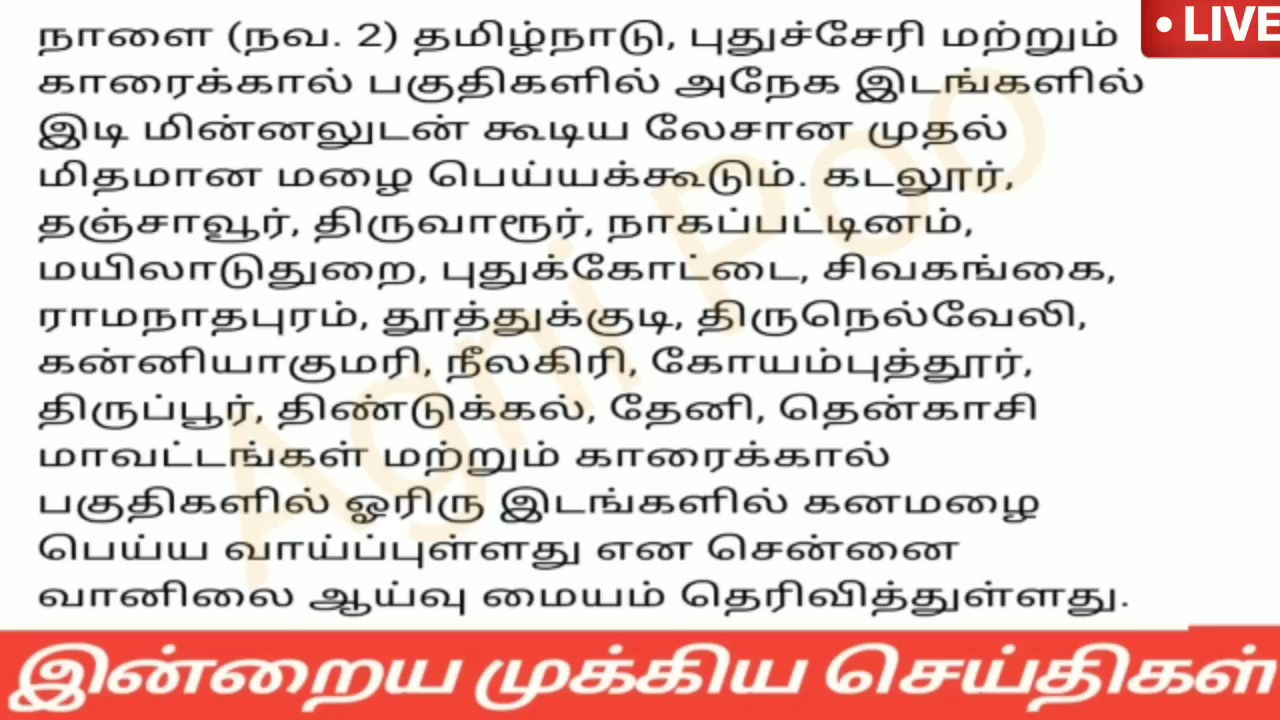 நாளை (நவ. 2) தமிழ்நாடு, புதுச்சேரி மற்றும்
• LIVE
காரைக்கால் பகுதிகளில் அநேக இடங்களில்
இடி மின்னலுடன் கூடிய லேசான முதல்
மிதமான மழை பெய்யக்கூடும். கடலூர்,
தஞ்சாவூர், திருவாரூர், நாகப்பட்டினம்,
மயிலாடுதுறை, புதுக்கோட்டை, சிவகங்கை,
ராமநாதபுரம், தூத்துக்குடி, திருநெல்வேலி,
கன்னியாகுமரி, நீலகிரி, கோயம்புத்தூர்,
திருப்பூர், திண்டுக்கல், தேனி, தென்காசி
மாவட்டங்கள் மற்றும் காரைக்கால்
பகுதிகளில் ஓரிரு இடங்களில் கனமழை
பெய்ய வாய்ப்புள்ளது என சென்னை
வானிலை ஆய்வு மையம் தெரிவித்துள்ளது.
Agni Poo
இன்றைய முக்கிய செய்திகள்